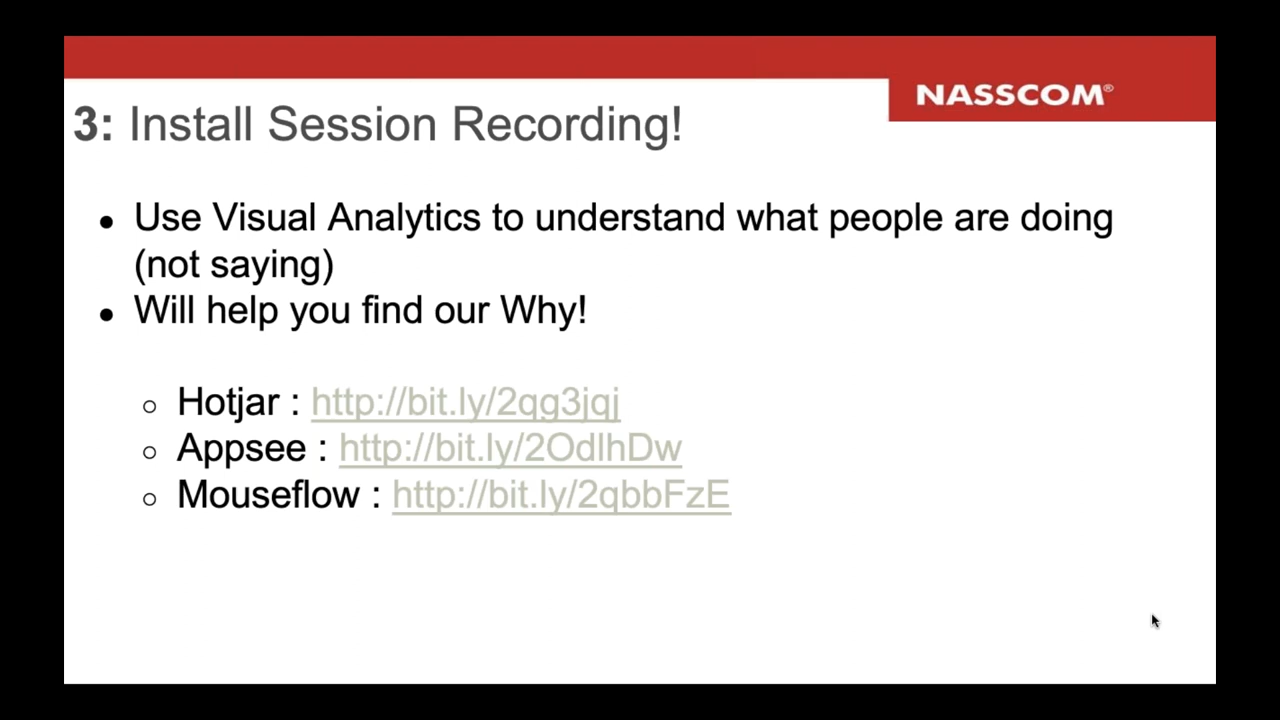 NASSCOM®
3: Install Session Recording!
● Use Visual Analytics to understand what people are doing
(not saying)
● Will help you find our Why!
○ Hotjar : http://bit.ly/2qg3jqj
○ Appsee : http://bit.ly/2OdlhDw
○ Mouseflow : http://bit.ly/2qbbFzE